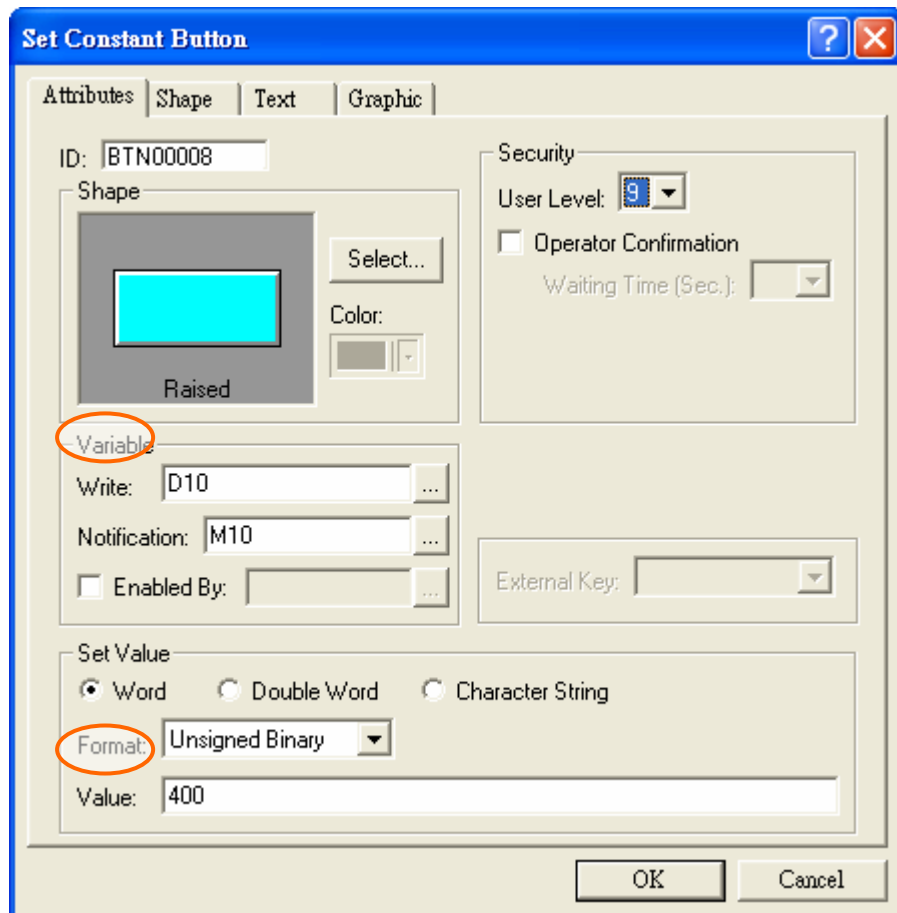 Set Constant Button
Attributes Shape Text Graphic
ID: BTN00008
Shape
Select...
Color:
Raised
Security
User Level: 9
Operator Confirmation
Waiting Time (Sec.):
Variable
Write: D10 ...
Notification: M10 ...
Enabled By: ...
External Key:
Set Value
Word Double Word Character String
Format: Unsigned Binary
Value: 400
OK Cancel